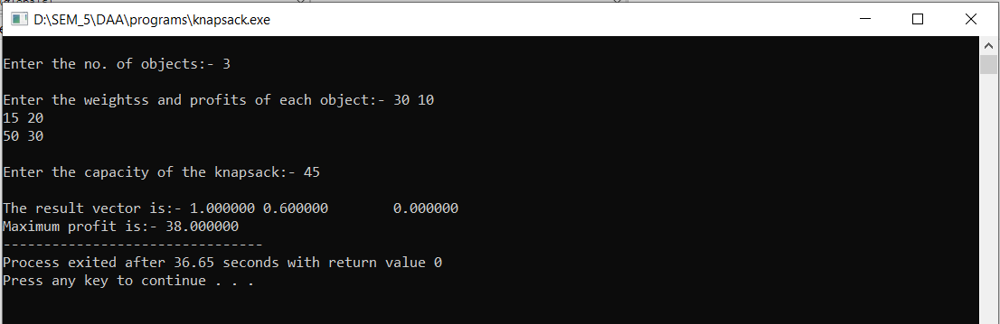 D:\SEM_5\DAA\programs\knapsack.exe
Enter the no. of objects:- 3
Enter the weightss and profits of each object:- 30 10
15 20
50 30
Enter the capacity of the knapsack:- 45
The result vector is:- 1.000000 0.600000        0.000000
Maximum profit is:- 38.000000
--------------------------------
Process exited after 36.65 seconds with return value 0
Press any key to continue . . .